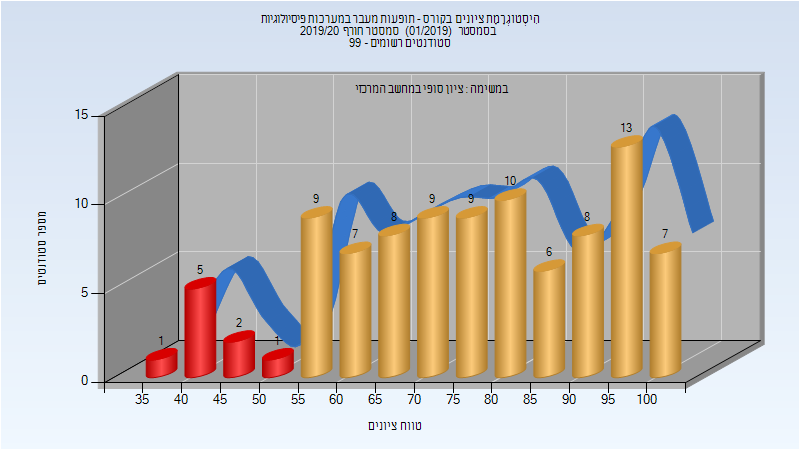 הִיסְטוֹגְרַמַּת ציונים בקורס - תופעות מעבר במערכות פיסיולוגיות
בסמסטר (01/2019) סמסטר חורף 2019/20
סטודנטים רשומים - 99
במשימה : ציון סופי במחשב המרכזי
15
10
5
0
מספר סטודנטים
1
5
2
1
9
7
8
9
9
10
6
8
13
7
35 40 45 50 55 60 65 70 75 80 85 90 95 100
טווח ציונים